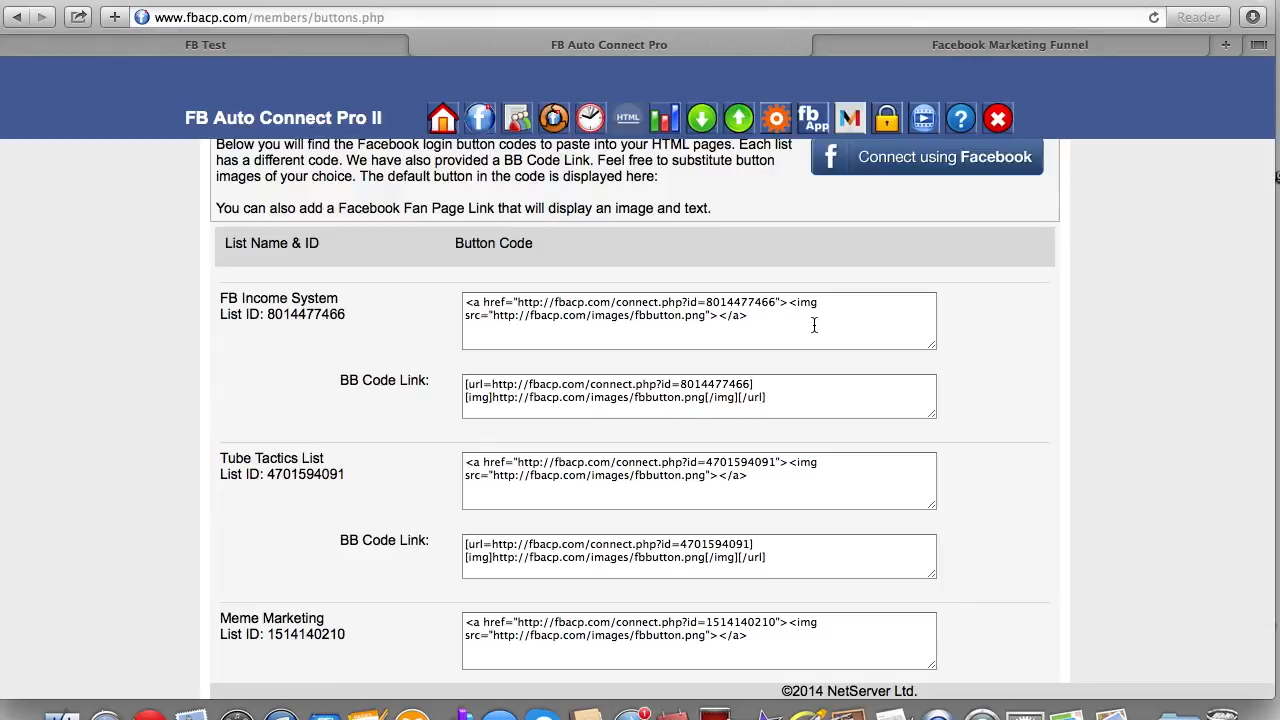 www.fbacp.com/members/buttons.php
Reader
FB Test
FB Auto Connect Pro
Facebook Marketing Funnel
FB Auto Connect Pro II
HTML
fb
App
Below you will find the Facebook login button codes to paste into your HTML pages. Each list
has a different code. We have also provided a BB Code Link. Feel free to substitute button
images of your choice. The default button in the code is displayed here:
Connect using Facebook
You can also add a Facebook Fan Page Link that will display an image and text.
List Name & ID
Button Code
FB Income System
List ID: 8014477466
<a href="http://fbacp.com/connect.php?id=8014477466"><img
src="http://fbacp.com/images/fbbutton.png"></a>
BB Code Link:
[url=http://fbacp.com/connect.php?id=8014477466]
[img]http://fbacp.com/images/fbbutton.png[/img][/url]
Tube Tactics List
List ID: 4701594091
<a href="http://fbacp.com/connect.php?id=4701594091"><img
src="http://fbacp.com/images/fbbutton.png"></a>
BB Code Link:
[url=http://fbacp.com/connect.php?id=4701594091]
[img]http://fbacp.com/images/fbbutton.png[/img][/url]
Meme Marketing
List ID: 1514140210
<a href="http://fbacp.com/connect.php?id=1514140210"><img
src="http://fbacp.com/images/fbbutton.png"></a>
©2014 NetServer Ltd.